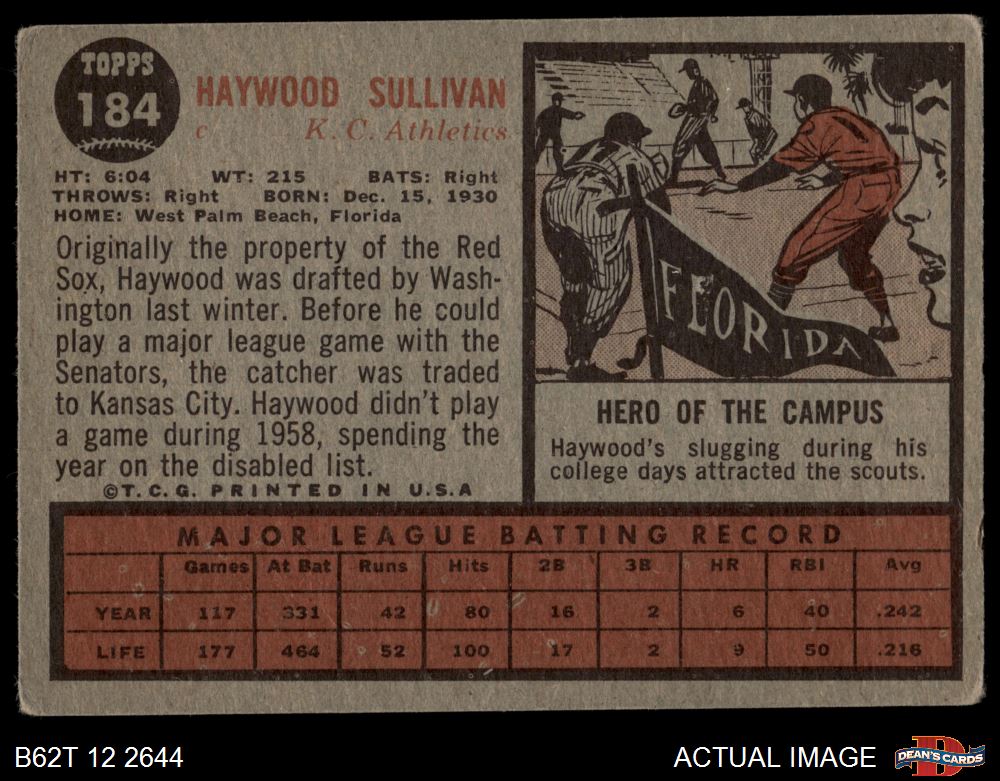 TOPPS
184
HAYWOOD SULLIVAN
c K. C. Athletics
HT: 6:04 WT: 215 BATS: Right
THROWS: Right BORN: Dec. 15, 1930
HOME: West Palm Beach, Florida
Originally the property of the Red
Sox, Haywood was drafted by Wash-
ington last winter. Before he could
play a major league game with the
Senators, the catcher was traded
to Kansas City. Haywood didn't play
a game during 1958, spending the
year on the disabled list.
©T. C. G. PRINTED IN U.S.A
FLORIDA
HERO OF THE CAMPUS
Haywood's slugging during his
college days attracted the scouts.
MAJOR LEAGUE BATTING RECORD
Games At Bat Runs Hits 2B 3B HR RBI Avg
YEAR 117 331 42 80 16 2 6 40 .242
LIFE 177 464 52 100 17 2 9 50 .216
B62T 12 2644
ACTUAL IMAGE
DEAN'S CARDS